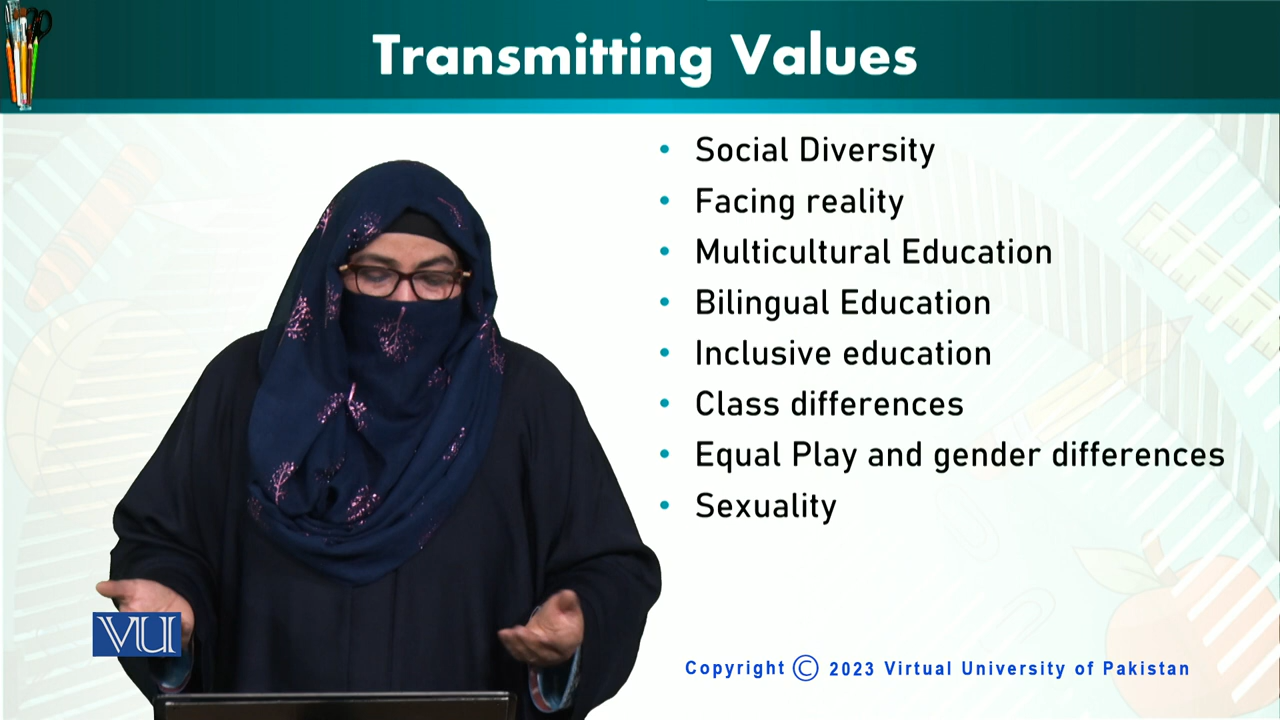 Transmitting Values
• Social Diversity
• Facing reality
• Multicultural Education
• Bilingual Education
• Inclusive education
• Class differences
• Equal Play and gender differences
• Sexuality
VU
Copyright © 2023 Virtual University of Pakistan